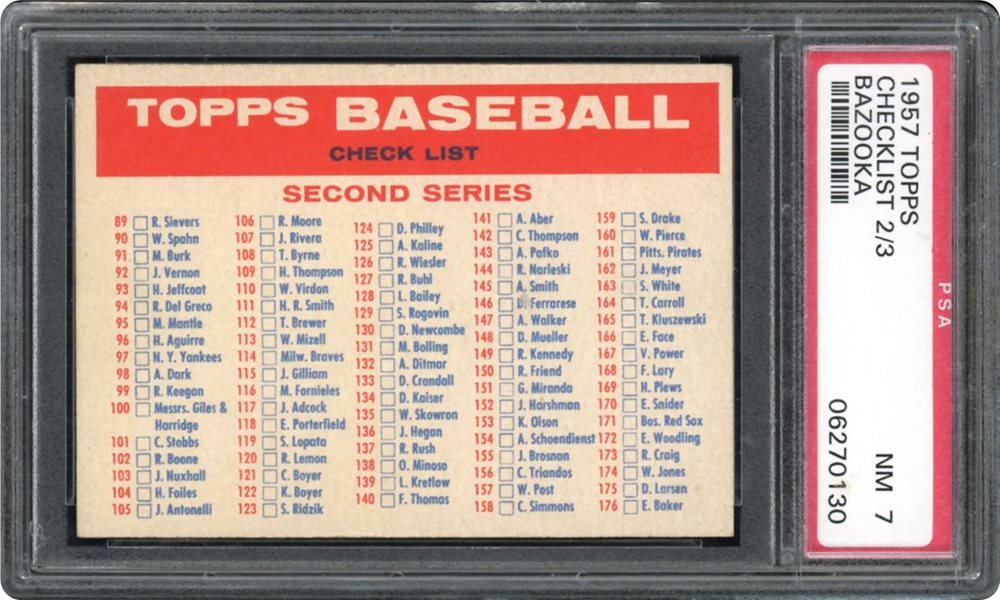 TOPPS BASEBALL
CHECK LIST
SECOND SERIES
89 R. Sievers
90 W. Spahn
91 M. Burk
92 J. Vernon
93 H. Jeffcoat
94 R. Del Greco
95 M. Mantle
96 H. Aguirre
97 N. Y. Yankees
98 A. Dark
99 R. Keegan
100 Messrs. Giles &
Harridge
101 C. Stobbs
102 R. Boone
103 J. Nuxhall
104 H. Foiles
105 J. Antonelli
106 R. Moore
107 J. Rivera
108 T. Byrne
109 H. Thompson
110 W. Virdon
111 H. R. Smith
112 T. Brewer
113 W. Mizell
114 Milw. Braves
115 J. Gilliam
116 M. Fornieles
117 J. Adcock
118 E. Porterfield
119 S. Lopata
120 R. Lemon
121 C. Boyer
122 K. Boyer
123 S. Ridzik
124 D. Philley
125 A. Kaline
126 R. Wiesler
127 R. Buhl
128 L. Bailey
129 S. Rogovin
130 D. Newcombe
131 M. Bolling
132 A. Ditmar
133 D. Crandall
134 D. Kaiser
135 W. Skowron
136 J. Hegan
137 R. Rush
138 O. Minoso
139 L. Kretlow
140 F. Thomas
141 A. Aber
142 C. Thompson
143 A. Pafko
144 R. Narleski
145 A. Smith
146 D. Ferrarese
147 A. Walker
148 D. Mueller
149 R. Kennedy
150 R. Friend
151 G. Miranda
152 J. Harshman
153 K. Olson
154 A. Schoendienst
155 J. Brosnan
156 C. Triandos
157 W. Post
158 C. Simmons
159 S. Drake
160 W. Pierce
161 Pitts. Pirates
162 J. Meyer
163 S. White
164 T. Carroll
165 T. Kluszewski
166 E. Face
167 V. Power
168 F. Lary
169 H. Plews
170 E. Snider
171 Bos. Red Sox
172 E. Woodling
173 R. Craig
174 W. Jones
175 D. Larsen
176 E. Baker
1957 TOPPS
CHECKLIST 2/3
BAZOOKA
NM 7
06270130
PSA